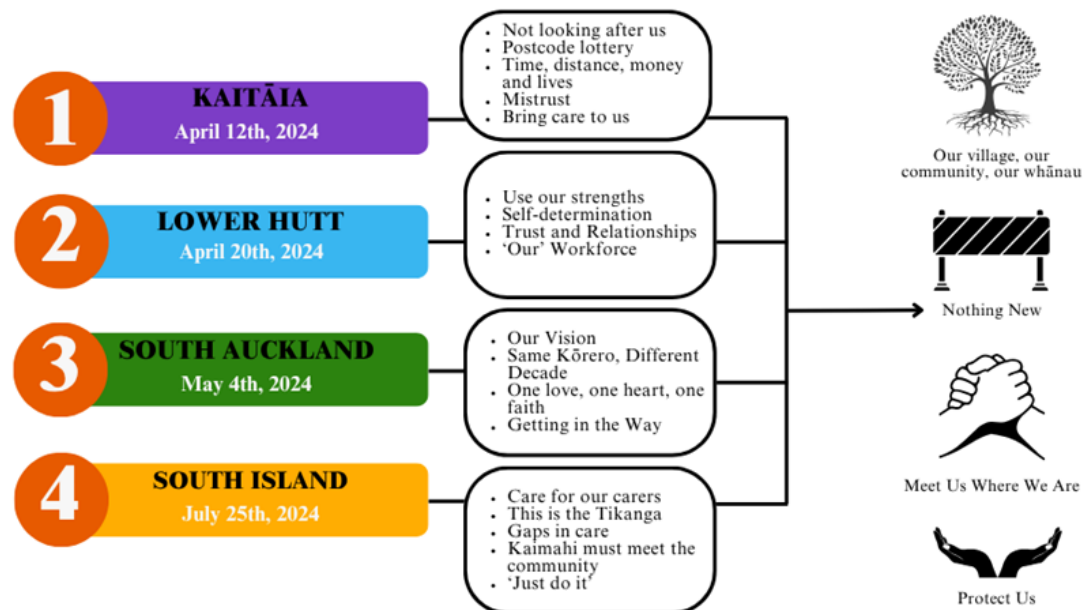 1
KAITĀIA
April 12th, 2024
• Not looking after us
• Postcode lottery
• Time, distance, money
and lives
• Mistrust
• Bring care to us
2
LOWER HUTT
April 20th, 2024
• Use our strengths
• Self-determination
• Trust and Relationships
• ‘Our’ Workforce
3
SOUTH AUCKLAND
May 4th, 2024
• Our Vision
• Same Kōrero, Different
Decade
• One love, one heart, one
faith
• Getting in the Way
4
SOUTH ISLAND
July 25th, 2024
• Care for our carers
• This is the Tikanga
• Gaps in care
• Kaimahi must meet the
community
• ‘Just do it’
Our village, our
community, our whānau
Nothing New
Meet Us Where We Are
Protect Us